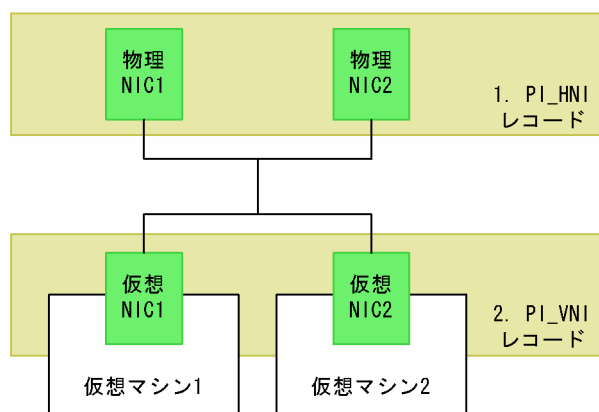 物理
NIC1
物理
NIC2
1. PI_HNI
レコード
仮想
NIC1
仮想
NIC2
2. PI_VNI
レコード
仮想マシン1
仮想マシン2